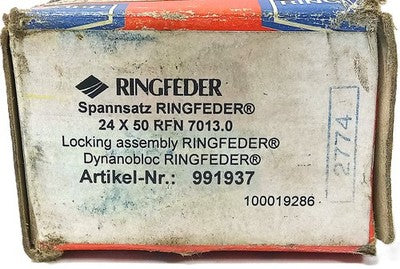 RINGFEDER
Spannsatz RINGFEDER®
24 X 50 RFN 7013.0
Locking assembly RINGFEDER®
Dynanobloc RINGFEDER®
Artikel-Nr.: 991937
100019286
2774